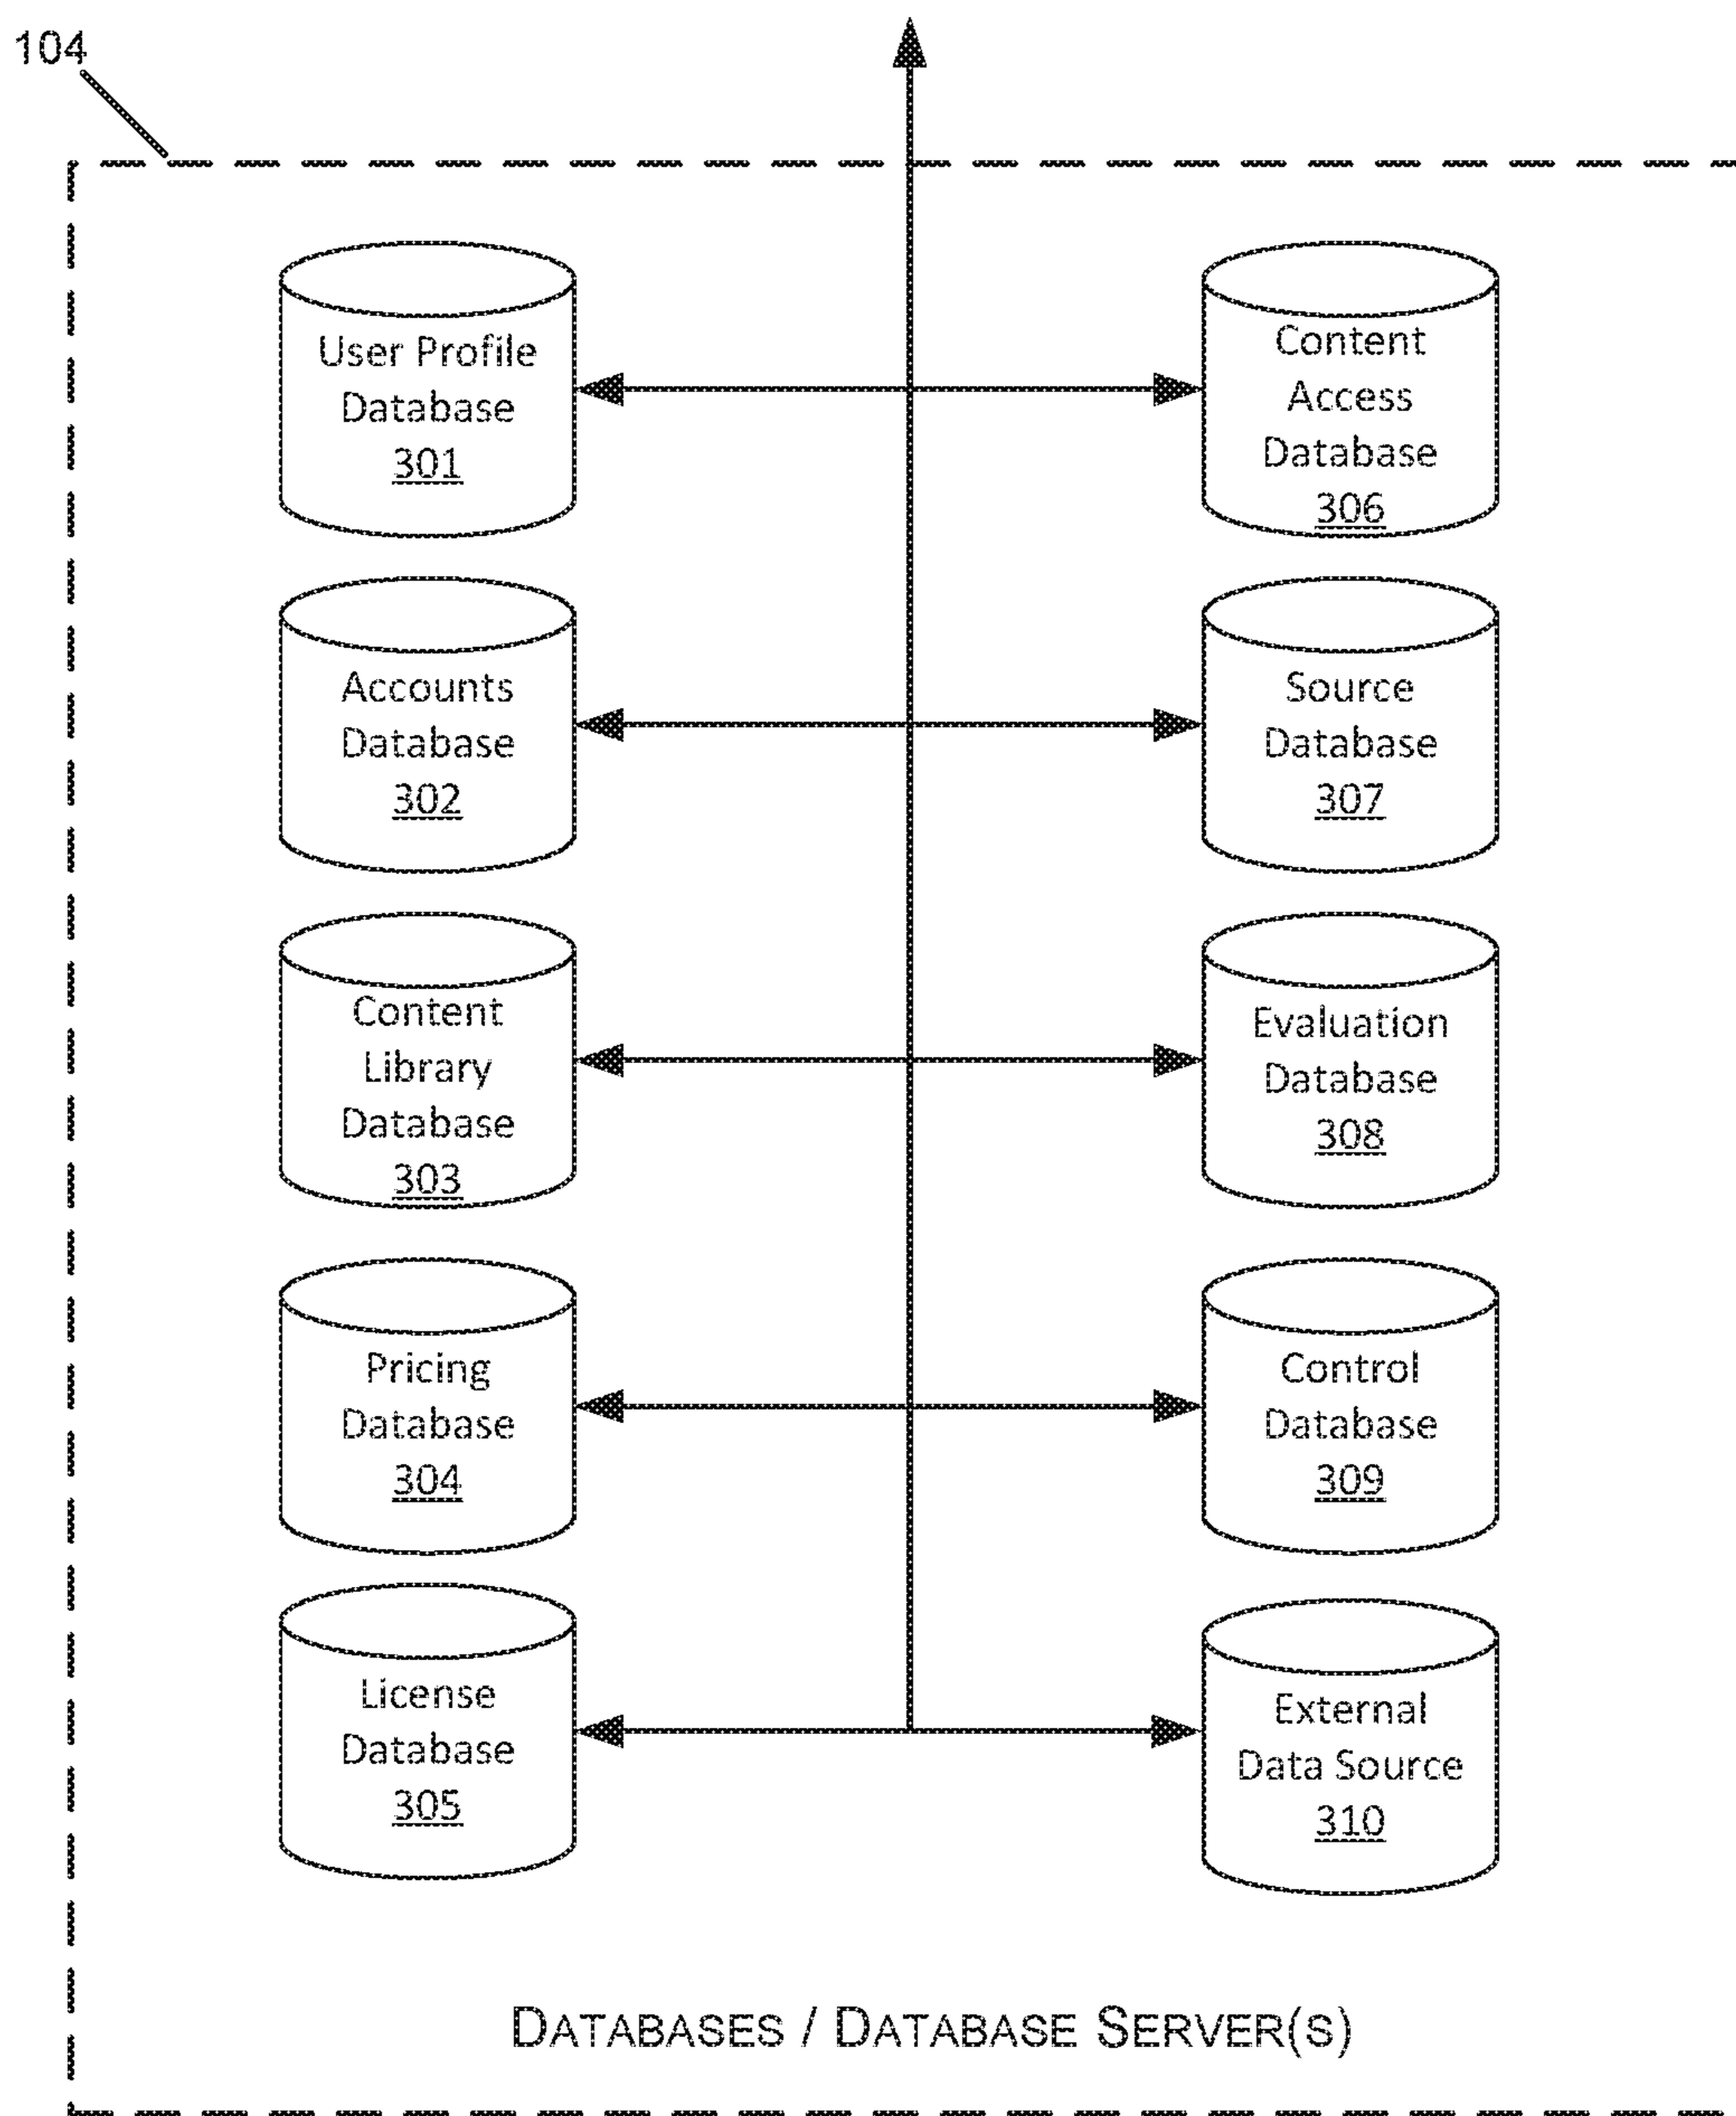 104
User Profile
Database
301
Content
Access
Database
306
Accounts
Database
302
Source
Database
307
Content
Library
Database
303
Evaluation
Database
308
Pricing
Database
304
Control
Database
309
License
Database
305
External
Data Source
310
DATABASES / DATABASE SERVER(S)